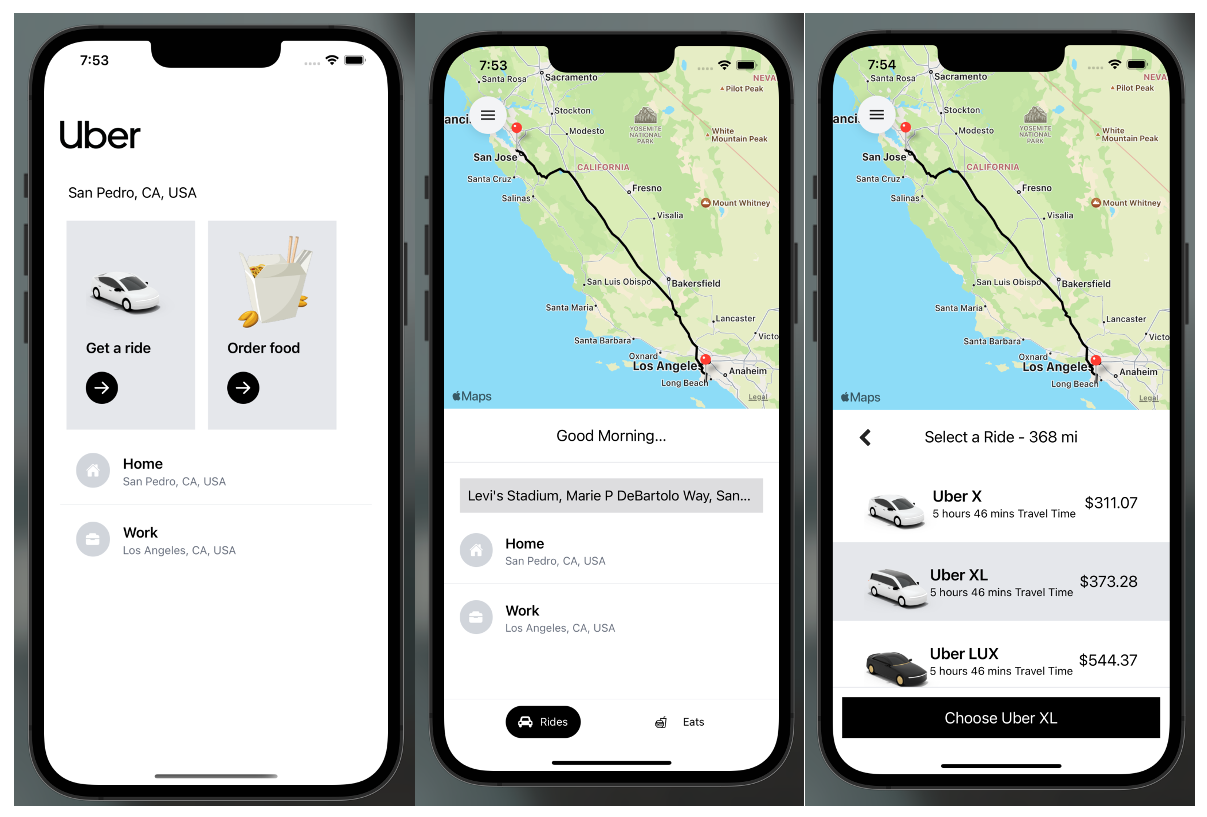 7:53
Uber
San Pedro, CA, USA
Get a ride
Order food
Home
San Pedro, CA, USA
Work
Los Angeles, CA, USA
7:53
Santa Rosa
Sacramento
NEVA
Pilot Peak
anci
Stockton
YOSEMITE
NATIONAL
PARK
Modesto
White
Mountain Peak
San Jose
CALIFORNIA
Santa Cruz
Fresno
Salinas
Mount Whitney
Visalia
San Luis Obispo
Bakersfield
Santa Maria
Lancaster
Santa Barbara
Victo
Oxnard
Los Angeles
Anaheim
Long Beach
Maps
Legal
Good Morning...
Levi's Stadium, Marie P DeBartolo Way, San...
Home
San Pedro, CA, USA
Work
Los Angeles, CA, USA
Rides
Eats
7:54
Santa Rosa
Sacramento
NEVA
Pilot Peak
anci
Stockton
YOSEMITE
NATIONAL
PARK
Modesto
White
Mountain Peak
San Jose
CALIFORNIA
Santa Cruz
Fresno
Salinas
Mount Whitney
Visalia
San Luis Obispo
Bakersfield
Santa Maria
Lancaster
Santa Barbara
Victo
Oxnard
Los Angeles
Anaheim
Long Beach
Maps
Legal
Select a Ride - 368 mi
Uber X
5 hours 46 mins Travel Time
$311.07
Uber XL
5 hours 46 mins Travel Time
$373.28
Uber LUX
5 hours 46 mins Travel Time
$544.37
Choose Uber XL